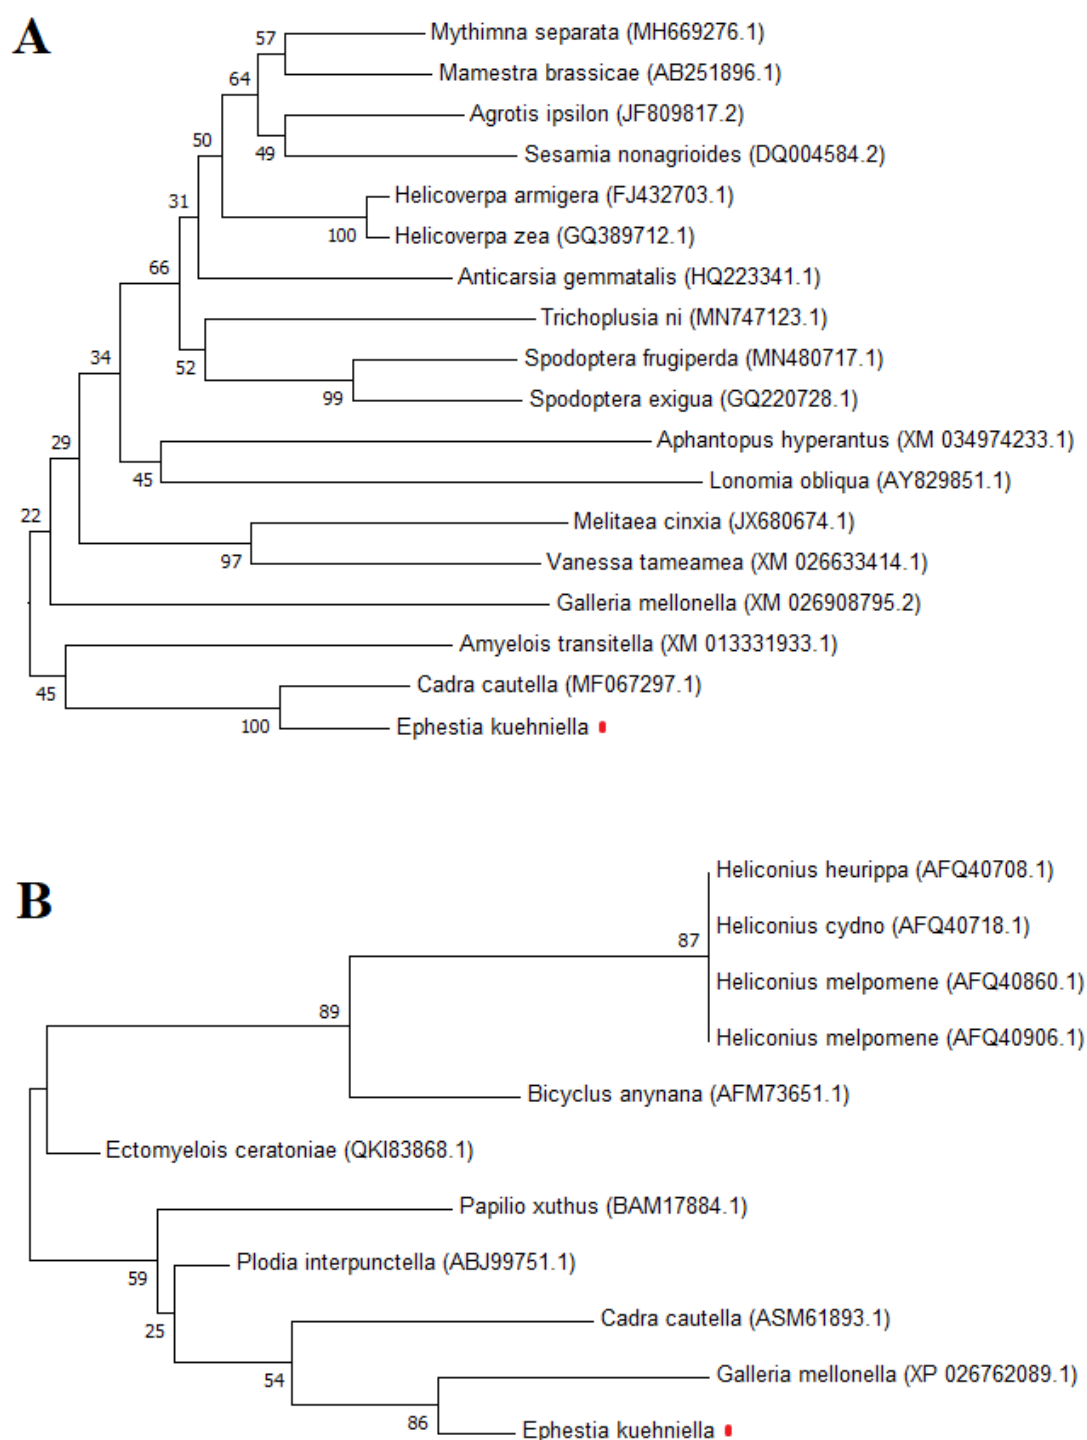 A
57
Mythimna separata (MH669276.1)
64
Mamestra brassicae (AB251896.1)
Agrotis ipsilon (JF809817.2)
50
49
Sesamia nonagrioides (DQ004584.2)
31
Helicoverpa armigera (FJ432703.1)
100
Helicoverpa zea (GQ389712.1)
66
Anticarsia gemmatalis (HQ223341.1)
Trichoplusia ni (MN747123.1)
34
52
Spodoptera frugiperda (MN480717.1)
99
Spodoptera exigua (GQ220728.1)
29
Aphantopus hyperantus (XM 034974233.1)
45
Lonomia obliqua (AY829851.1)
22
Melitaea cinxia (JX680674.1)
97
Vanessa tameamea (XM 026633414.1)
Galleria mellonella (XM 026908795.2)
Amyelois transitella (XM 013331933.1)
45
Cadra cautella (MF067297.1)
100
Ephestia kuehniella
B
Heliconius heurippa (AFQ40708.1)
Heliconius cydno (AFQ40718.1)
87
Heliconius melpomene (AFQ40860.1)
89
Heliconius melpomene (AFQ40906.1)
Bicyclus anynana (AFM73651.1)
Ectomyelois ceratoniae (QKI83868.1)
Papilio xuthus (BAM17884.1)
59
Plodia interpunctella (ABJ99751.1)
25
Cadra cautella (ASM61893.1)
54
Galleria mellonella (XP 026762089.1)
86
Ephestia kuehniella